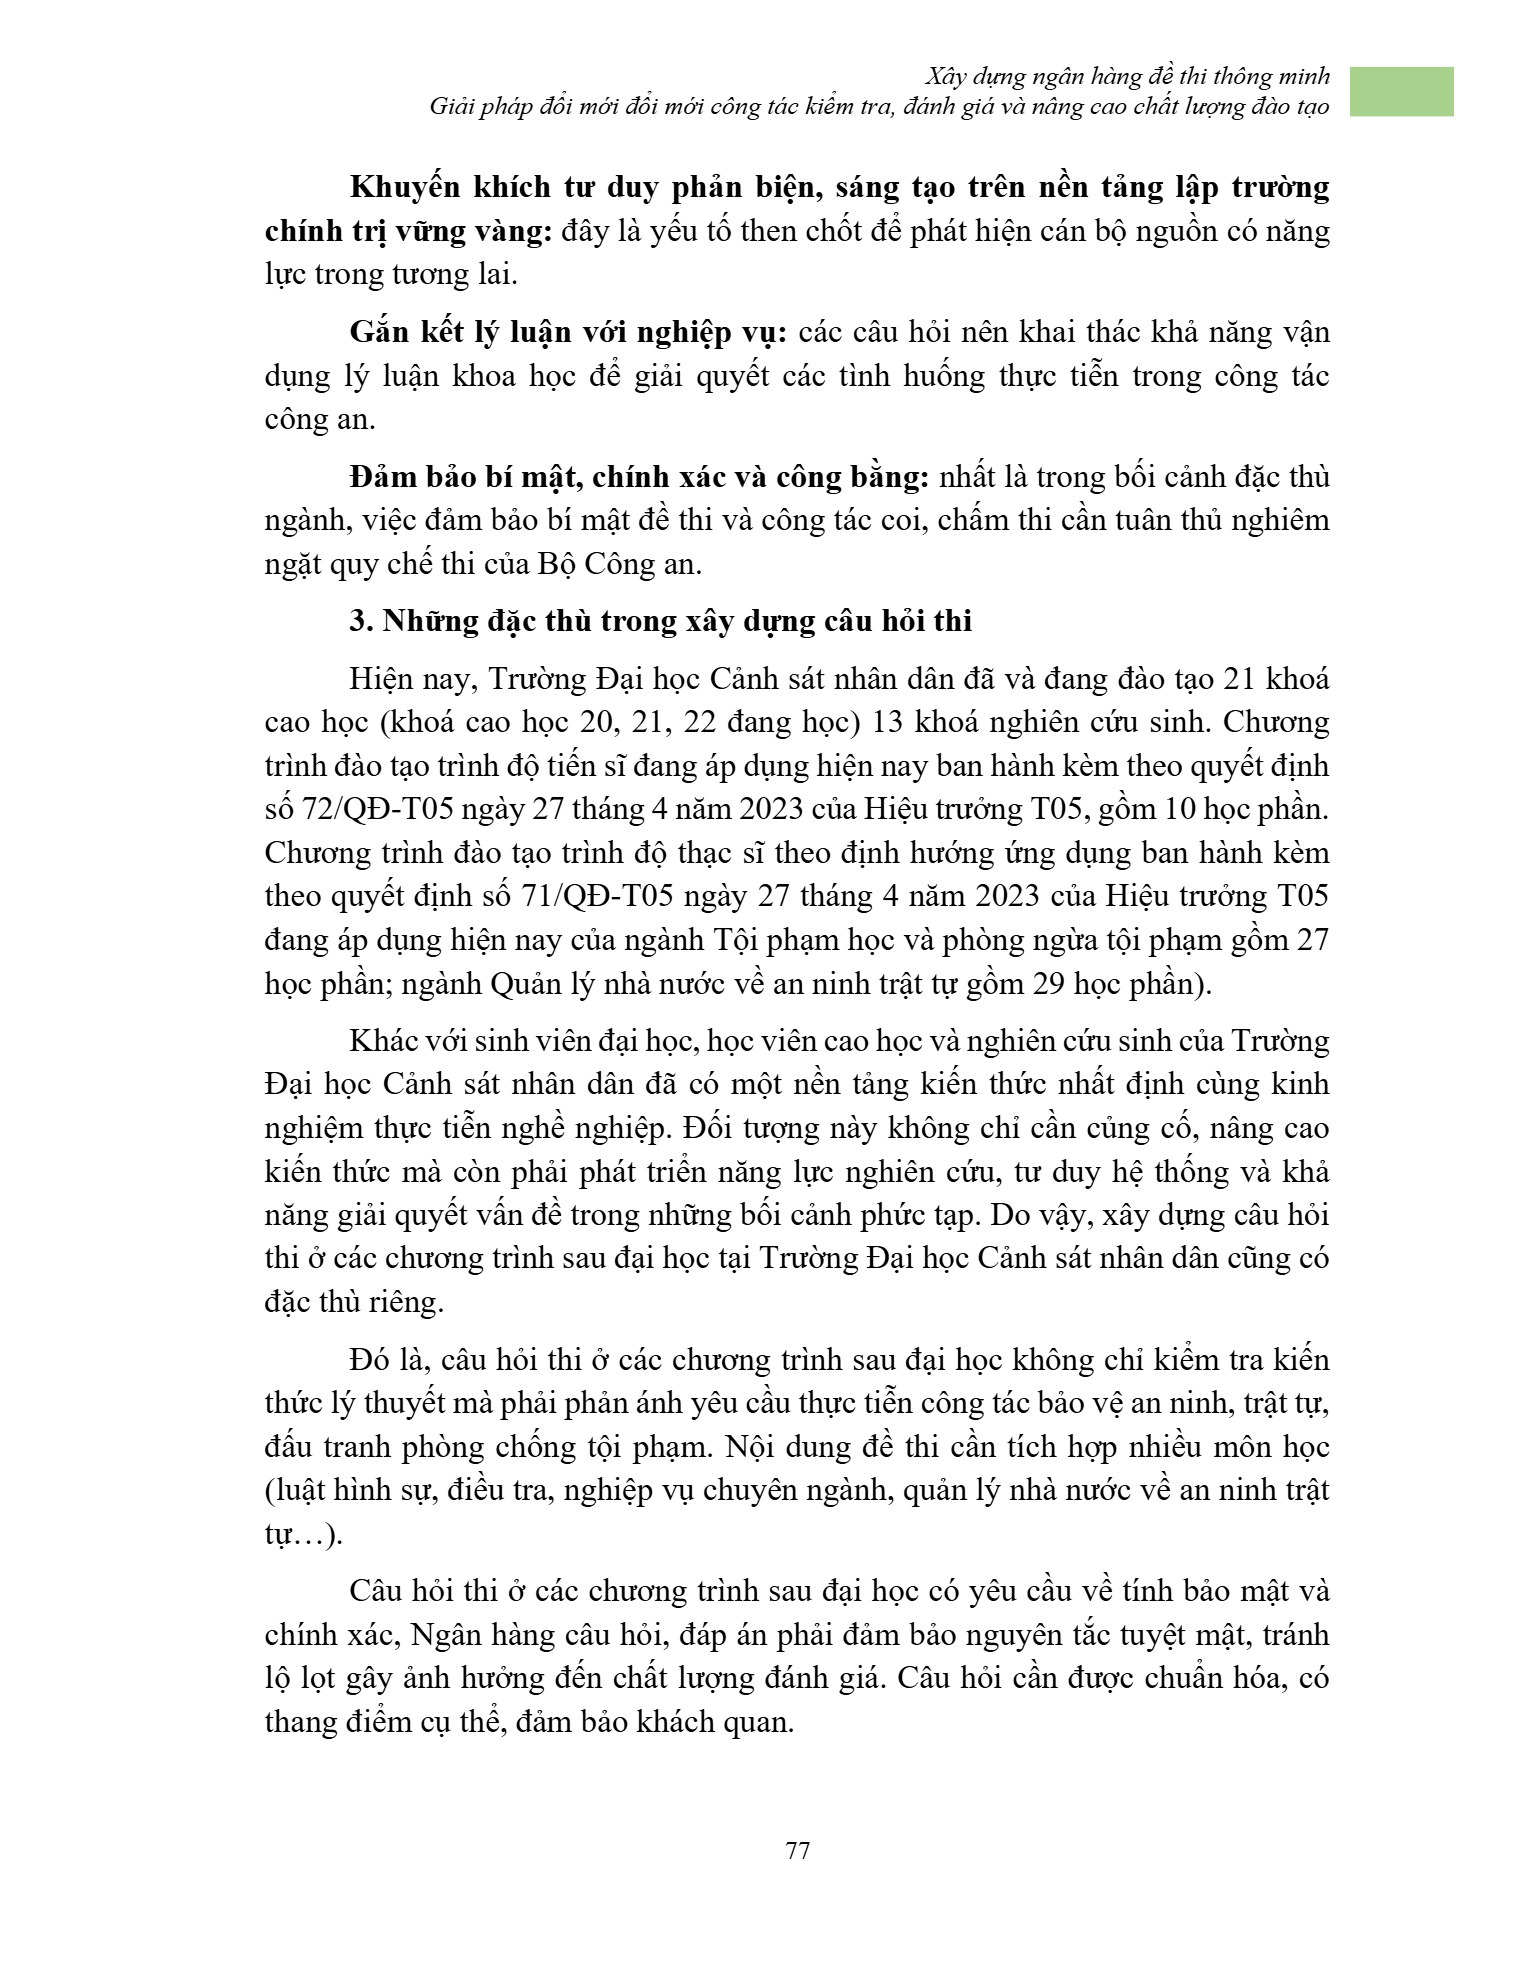 Xây dựng ngân hàng đề thi thông minh
Giải pháp đổi mới đổi mới công tác kiểm tra, đánh giá và nâng cao chất lượng đào tạo
Khuyến khích tư duy phản biện, sáng tạo trên nền tảng lập trường
chính trị vững vàng: đây là yếu tố then chốt để phát hiện cán bộ nguồn có năng
lực trong tương lai.
Gắn kết lý luận với nghiệp vụ: các câu hỏi nên khai thác khả năng vận
dụng lý luận khoa học để giải quyết các tình huống thực tiễn trong công tác
công an.
Đảm bảo bí mật, chính xác và công bằng: nhất là trong bối cảnh đặc thù
ngành, việc đảm bảo bí mật đề thi và công tác coi, chấm thi cần tuân thủ nghiêm
ngặt quy chế thi của Bộ Công an.
3. Những đặc thù trong xây dựng câu hỏi thi
Hiện nay, Trường Đại học Cảnh sát nhân dân đã và đang đào tạo 21 khoá
cao học (khoá cao học 20, 21, 22 đang học) 13 khoá nghiên cứu sinh. Chương
trình đào tạo trình độ tiến sĩ đang áp dụng hiện nay ban hành kèm theo quyết định
số 72/QĐ-T05 ngày 27 tháng 4 năm 2023 của Hiệu trưởng T05, gồm 10 học phần.
Chương trình đào tạo trình độ thạc sĩ theo định hướng ứng dụng ban hành kèm
theo quyết định số 71/QĐ-T05 ngày 27 tháng 4 năm 2023 của Hiệu trưởng T05
đang áp dụng hiện nay của ngành Tội phạm học và phòng ngừa tội phạm gồm 27
học phần; ngành Quản lý nhà nước về an ninh trật tự gồm 29 học phần).
Khác với sinh viên đại học, học viên cao học và nghiên cứu sinh của Trường
Đại học Cảnh sát nhân dân đã có một nền tảng kiến thức nhất định cùng kinh
nghiệm thực tiễn nghề nghiệp. Đối tượng này không chỉ cần củng cố, nâng cao
kiến thức mà còn phải phát triển năng lực nghiên cứu, tư duy hệ thống và khả
năng giải quyết vấn đề trong những bối cảnh phức tạp. Do vậy, xây dựng câu hỏi
thi ở các chương trình sau đại học tại Trường Đại học Cảnh sát nhân dân cũng có
đặc thù riêng.
Đó là, câu hỏi thi ở các chương trình sau đại học không chỉ kiểm tra kiến
thức lý thuyết mà phải phản ánh yêu cầu thực tiễn công tác bảo vệ an ninh, trật tự,
đấu tranh phòng chống tội phạm. Nội dung đề thi cần tích hợp nhiều môn học
(luật hình sự, điều tra, nghiệp vụ chuyên ngành, quản lý nhà nước về an ninh trật
tự…).
Câu hỏi thi ở các chương trình sau đại học có yêu cầu về tính bảo mật và
chính xác, Ngân hàng câu hỏi, đáp án phải đảm bảo nguyên tắc tuyệt mật, tránh
lộ lọt gây ảnh hưởng đến chất lượng đánh giá. Câu hỏi cần được chuẩn hóa, có
thang điểm cụ thể, đảm bảo khách quan.
77